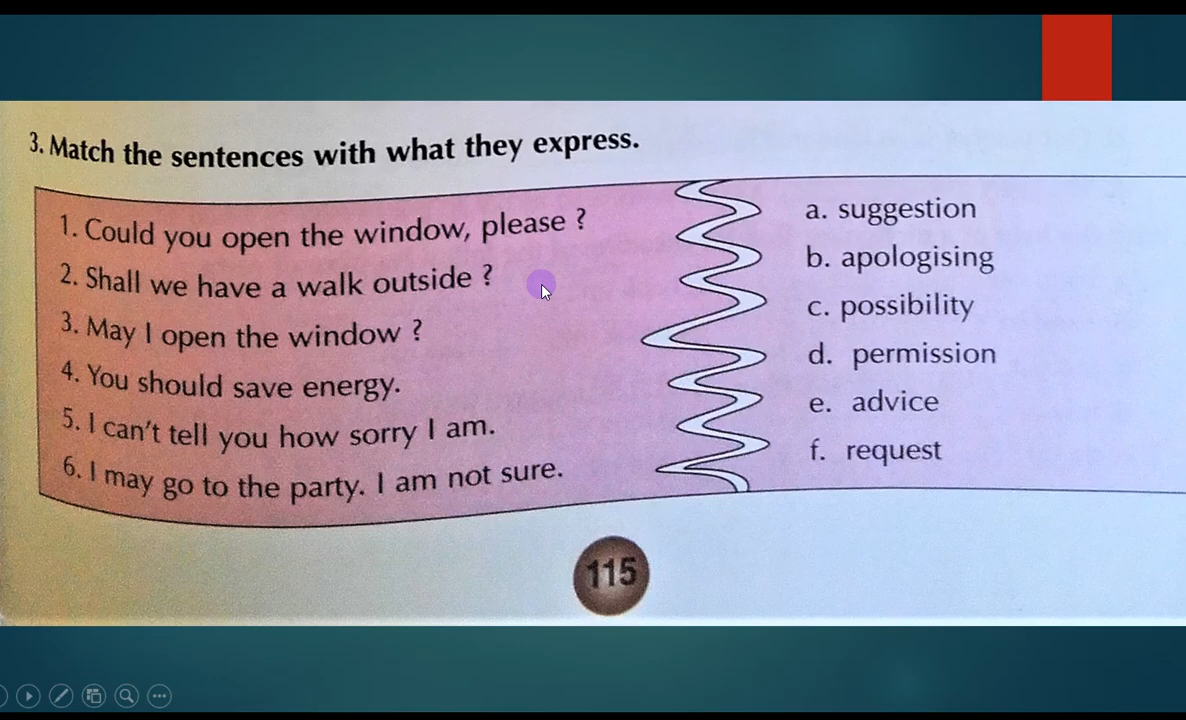 3. Match the sentences with what they express.
1. Could you open the window, please ?
2. Shall we have a walk outside ?
3. May I open the window ?
4. You should save energy.
5. I can't tell you how sorry I am.
6. I may go to the party. I am not sure.
a. suggestion
b. apologising
c. possibility
d. permission
e. advice
f. request
115